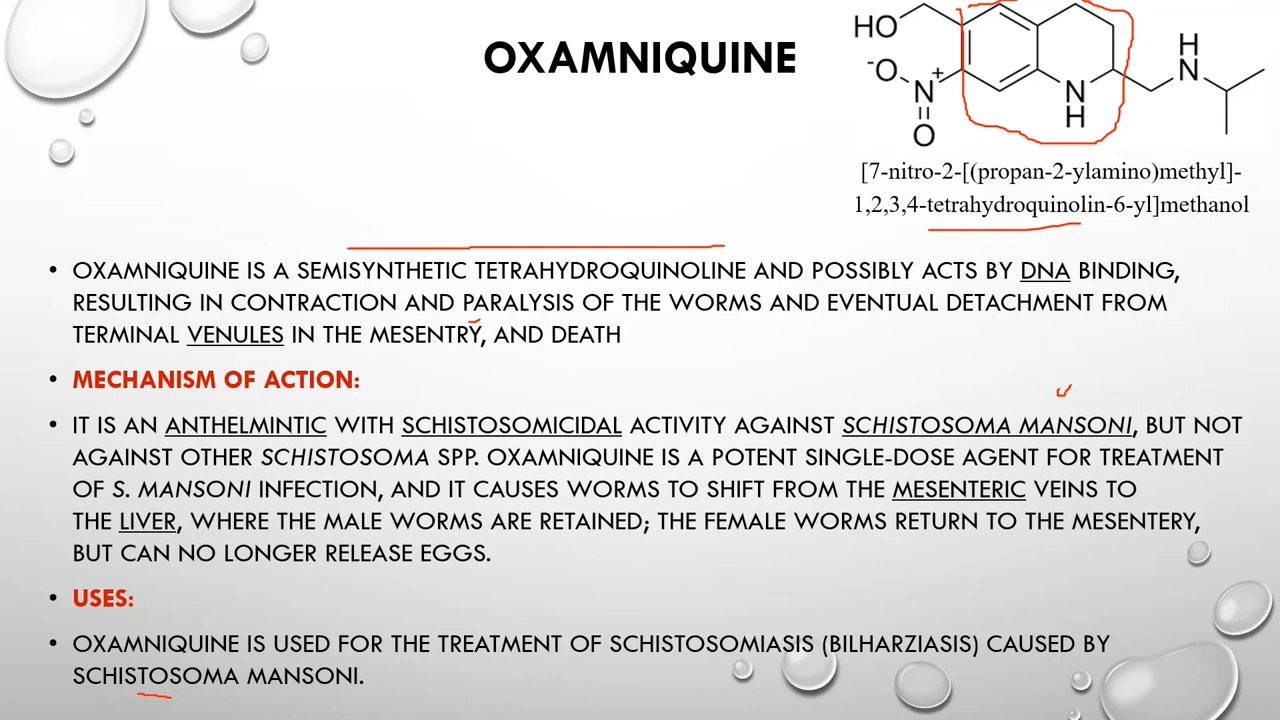 OXAMNIQUINE
HO
-O
N+
O
N
H
H
N
[7-nitro-2-[(propan-2-ylamino)methyl]-
1,2,3,4-tetrahydroquinolin-6-yl]methanol
• OXAMNIQUINE IS A SEMISYNTHETIC TETRAHYDROQUINOLINE AND POSSIBLY ACTS BY DNA BINDING,
RESULTING IN CONTRACTION AND PARALYSIS OF THE WORMS AND EVENTUAL DETACHMENT FROM
TERMINAL VENULES IN THE MESENTRY, AND DEATH
• MECHANISM OF ACTION:
• IT IS AN ANTHELMINTIC WITH SCHISTOSOMICIDAL ACTIVITY AGAINST SCHISTOSOMA MANSONI, BUT NOT
AGAINST OTHER SCHISTOSOMA SPP. OXAMNIQUINE IS A POTENT SINGLE-DOSE AGENT FOR TREATMENT
OF S. MANSONI INFECTION, AND IT CAUSES WORMS TO SHIFT FROM THE MESENTERIC VEINS TO
THE LIVER, WHERE THE MALE WORMS ARE RETAINED; THE FEMALE WORMS RETURN TO THE MESENTERY,
BUT CAN NO LONGER RELEASE EGGS.
• USES:
• OXAMNIQUINE IS USED FOR THE TREATMENT OF SCHISTOSOMIASIS (BILHARZIASIS) CAUSED BY
SCHISTOSOMA MANSONI.